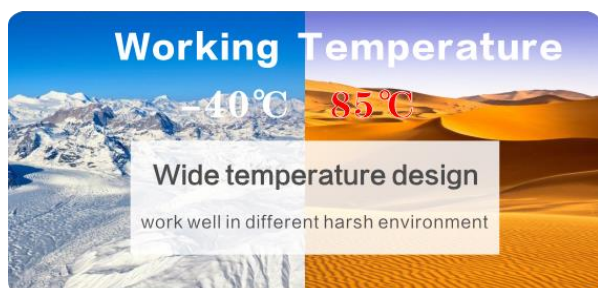 Working Temperature
-40℃ 85℃
Wide temperature design
work well in different harsh environment